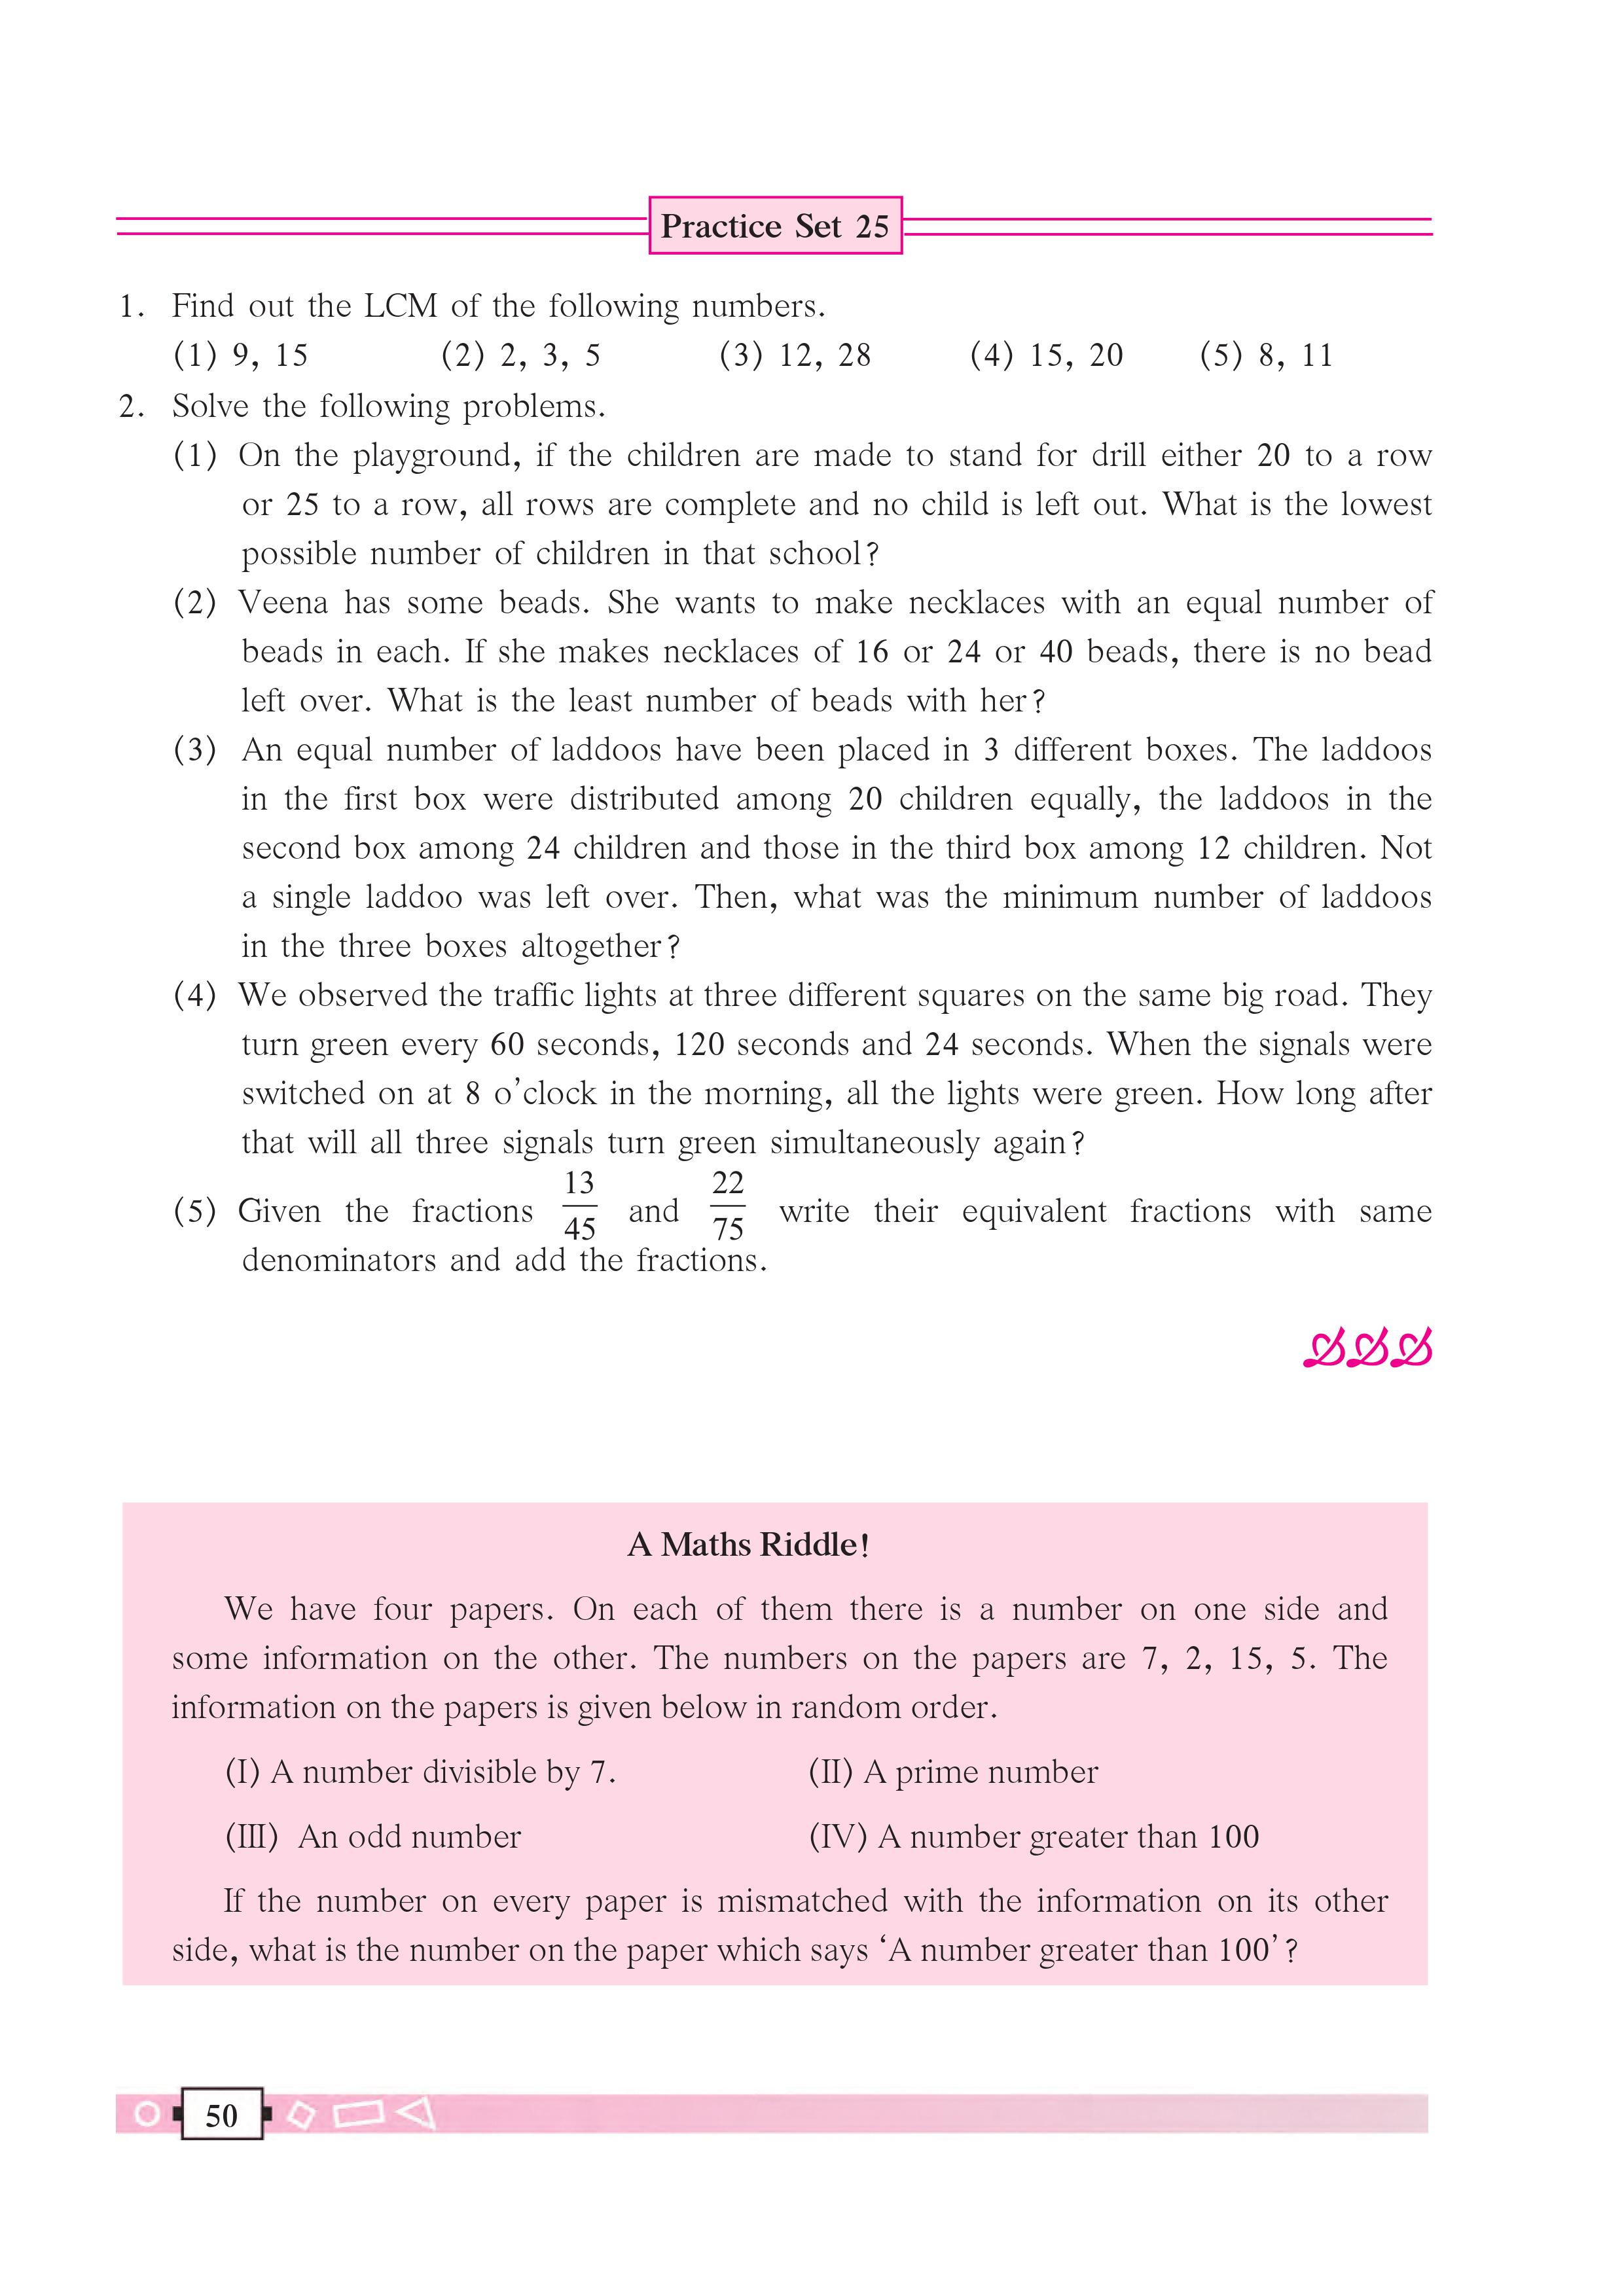 Practice Set 25
1. Find out the LCM of the following numbers.
(1) 9, 15 (2) 2, 3, 5 (3) 12, 28 (4) 15, 20 (5) 8, 11
2. Solve the following problems.
(1) On the playground, if the children are made to stand for drill either 20 to a row
or 25 to a row, all rows are complete and no child is left out. What is the lowest
possible number of children in that school?
(2) Veena has some beads. She wants to make necklaces with an equal number of
beads in each. If she makes necklaces of 16 or 24 or 40 beads, there is no bead
left over. What is the least number of beads with her?
(3) An equal number of laddoos have been placed in 3 different boxes. The laddoos
in the first box were distributed among 20 children equally, the laddoos in the
second box among 24 children and those in the third box among 12 children. Not
a single laddoo was left over. Then, what was the minimum number of laddoos
in the three boxes altogether?
(4) We observed the traffic lights at three different squares on the same big road. They
turn green every 60 seconds, 120 seconds and 24 seconds. When the signals were
switched on at 8 o’clock in the morning, all the lights were green. How long after
that will all three signals turn green simultaneously again?
(5) Given the fractions 13/45 and 22/75 write their equivalent fractions with same
denominators and add the fractions.
A Maths Riddle!
We have four papers. On each of them there is a number on one side and
some information on the other. The numbers on the papers are 7, 2, 15, 5. The
information on the papers is given below in random order.
(I) A number divisible by 7. (II) A prime number
(III) An odd number (IV) A number greater than 100
If the number on every paper is mismatched with the information on its other
side, what is the number on the paper which says ‘A number greater than 100’?
50